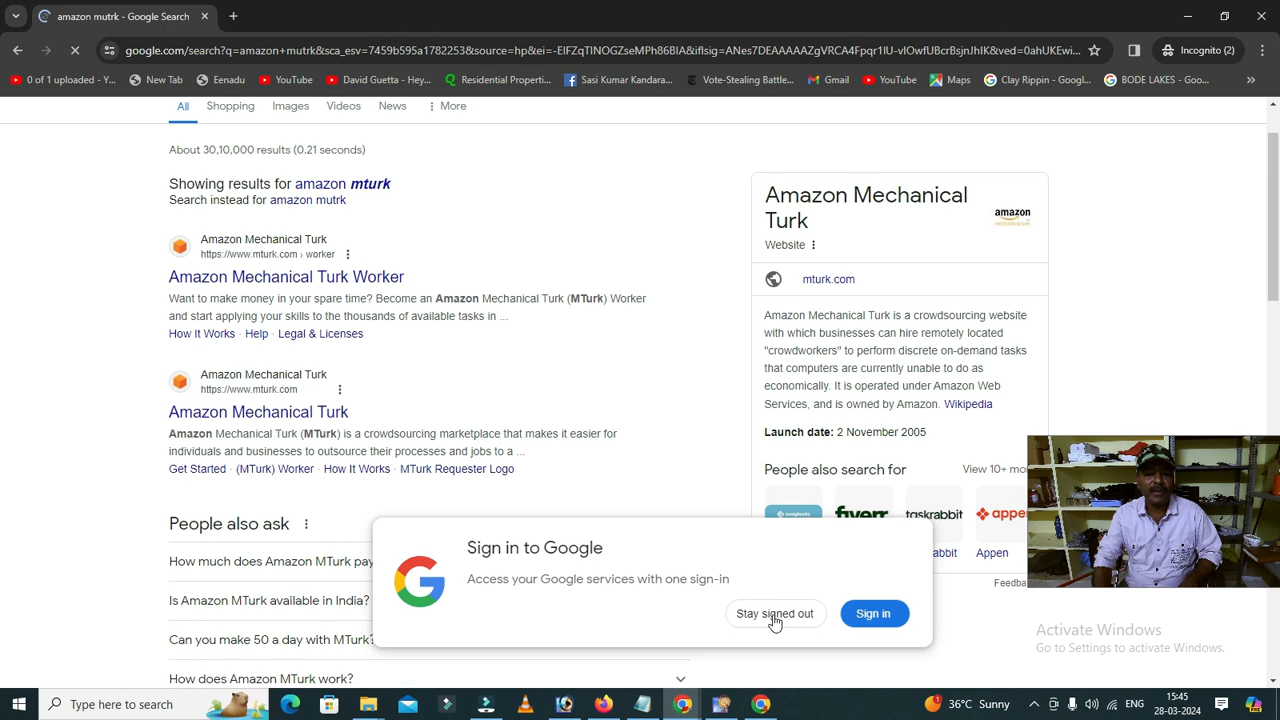 amazon mutrk - Google Search
google.com/search?q=amazon+mutrk&sca_esv=7459b595a1782253&source=hp&ei=-EIFZqTINOGZseMPh86BIA&iflsig=ANes7DEAAAAAZgVRCA4Fpqr1IU-vIOwfUBcrBsjnJhIK&ved=0ahUKEwi...
Incognito (2)
0 of 1 uploaded - Y...
New Tab
Eenadu
YouTube
David Guetta - Hey...
Residential Properti...
Sasi Kumar Kandara...
Vote-Stealing Battle...
Gmail
YouTube
Maps
Clay Rippin - Googl...
BODE LAKES - Goo...
All
Shopping
Images
Videos
News
More
About 30,10,000 results (0.21 seconds)
Showing results for amazon mturk
Search instead for amazon mutrk
Amazon Mechanical Turk
https://www.mturk.com › worker
Amazon Mechanical Turk Worker
Want to make money in your spare time? Become an Amazon Mechanical Turk (MTurk) Worker
and start applying your skills to the thousands of available tasks in ...
How It Works · Help · Legal & Licenses
Amazon Mechanical Turk
https://www.mturk.com
Amazon Mechanical Turk
Amazon Mechanical Turk (MTurk) is a crowdsourcing marketplace that makes it easier for
individuals and businesses to outsource their processes and jobs to a ...
Get Started · (MTurk) Worker · How It Works · MTurk Requester Logo
People also ask
How much does Amazon MTurk pay
Is Amazon MTurk available in India?
Can you make 50 a day with MTurk?
How does Amazon MTurk work?
Amazon Mechanical
Turk
amazon
Website
mturk.com
Amazon Mechanical Turk is a crowdsourcing website
with which businesses can hire remotely located
"crowdworkers" to perform discrete on-demand tasks
that computers are currently unable to do as
economically. It is operated under Amazon Web
Services, and is owned by Amazon. Wikipedia
Launch date: 2 November 2005
People also search for
View 10+ mo
fiverr
taskrabbit
appen
abbit
Appen
Feedba
Sign in to Google
Access your Google services with one sign-in
Stay signed out
Sign in
Activate Windows
Go to Settings to activate Windows.
Type here to search
36°C Sunny
ENG
15:45
28-03-2024